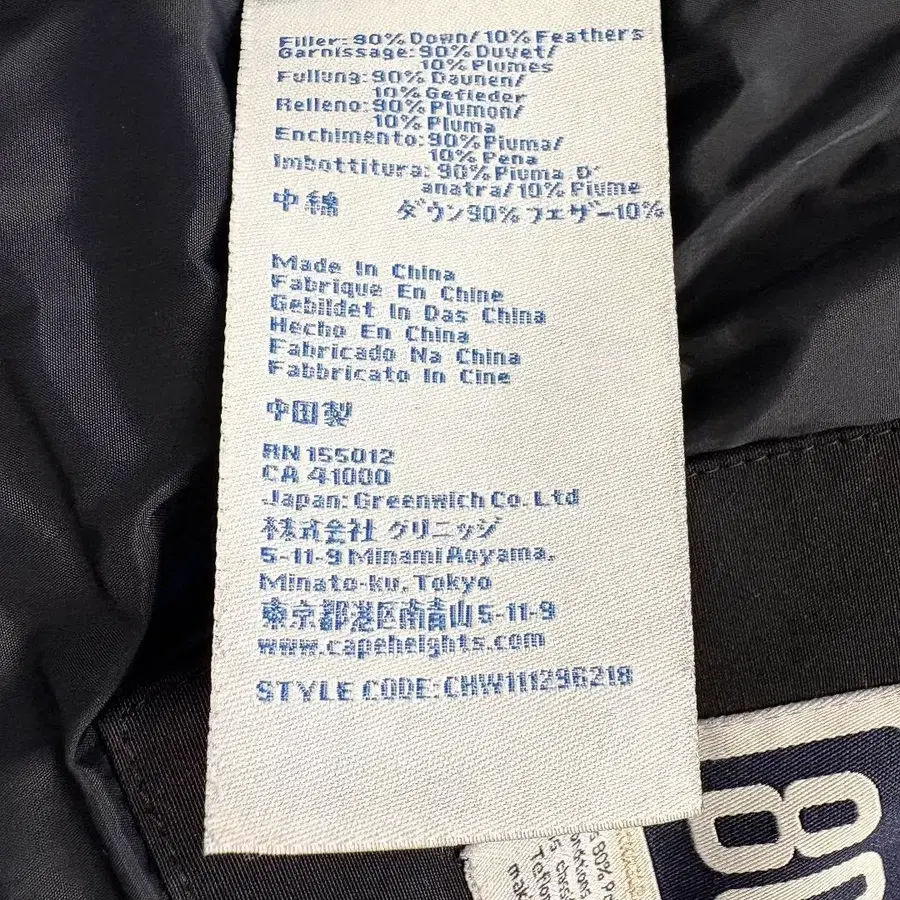 Filler: 90% Down/10% Feathers
Garnissage: 90% Duvet/
10% Plumes
Fullung: 90% Daunen/
10% Gefieder
Relleno: 90% Plumon/
10% Pluma
Enchimento: 90% Piuma/
10% Pena
Imbottitura: 90% Piuma D'
anatra/10% Piume
中綿 ダウン90% フェザー10%
Made In China
Fabrique En Chine
Gebildet In Das China
Hecho En China
Fabricado Na China
Fabbricato In Cine
中国製
RN 155012
CA 41000
Japan: Greenwich Co. Ltd
株式会社 グリニッジ
5-11-9 Minami Aoyama,
Minato-ku, Tokyo
東京都港区南青山5-11-9
www.capeheights.com
STYLE CODE: CHW111296218
80% P
Teflon